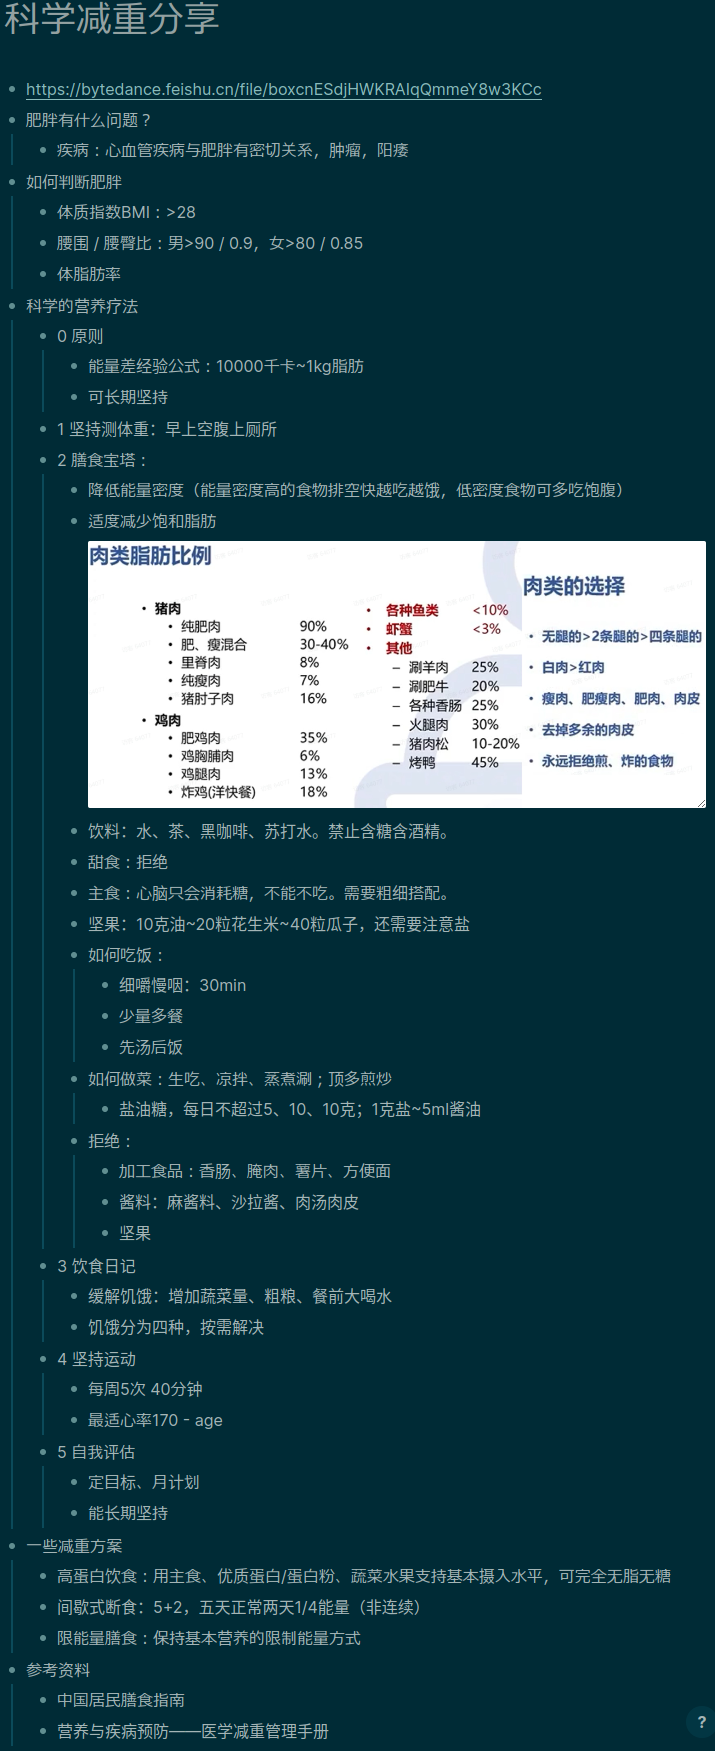 科学减重分享
https://bytedance.feishu.cn/file/boxcnESdjHWKRAIqQmmeY8w3KCc
肥胖有什么问题？
疾病：心血管疾病与肥胖有密切关系，肿瘤，阳痿
如何判断肥胖
体质指数BMI：>28
腰围 / 腰臀比：男>90 / 0.9，女>80 / 0.85
体脂肪率
科学的营养疗法
0 原则
能量差经验公式：10000千卡~1kg脂肪
可长期坚持
1 坚持测体重：早上空腹上厕所
2 膳食宝塔：
降低能量密度（能量密度高的食物排空快越吃越饿，低密度食物可多吃饱腹）
适度减少饱和脂肪
肉类脂肪比例
猪肉
纯肥肉 90%
肥、瘦混合 30-40%
里脊肉 8%
纯瘦肉 7%
猪肘子肉 16%
鸡肉
肥鸡肉 35%
鸡胸脯肉 6%
鸡腿肉 13%
炸鸡(洋快餐) 18%
各种鱼类 <10%
虾蟹 <3%
其他
– 涮羊肉 25%
– 涮肥牛 20%
– 各种香肠 25%
– 火腿肉 30%
– 猪肉松 10-20%
– 烤鸭 45%
肉类的选择
无腿的>2条腿的>四条腿的
白肉>红肉
瘦肉、肥瘦肉、肥肉、肉皮
去掉多余的肉皮
永远拒绝煎、炸的食物
饮料：水、茶、黑咖啡、苏打水。禁止含糖含酒精。
甜食：拒绝
主食：心脑只会消耗糖，不能不吃。需要粗细搭配。
坚果：10克油~20粒花生米~40粒瓜子，还需要注意盐
如何吃饭：
细嚼慢咽：30min
少量多餐
先汤后饭
如何做菜：生吃、凉拌、蒸煮涮；顶多煎炒
盐油糖，每日不超过5、10、10克；1克盐~5ml酱油
拒绝：
加工食品：香肠、腌肉、薯片、方便面
酱料：麻酱料、沙拉酱、肉汤肉皮
坚果
3 饮食日记
缓解饥饿：增加蔬菜量、粗粮、餐前大喝水
饥饿分为四种，按需解决
4 坚持运动
每周5次 40分钟
最适心率170 - age
5 自我评估
定目标、月计划
能长期坚持
一些减重方案
高蛋白饮食：用主食、优质蛋白/蛋白粉、蔬菜水果支持基本摄入水平，可完全无脂无糖
间歇式断食：5+2，五天正常两天1/4能量（非连续）
限能量膳食：保持基本营养的限制能量方式
参考资料
中国居民膳食指南
营养与疾病预防——医学减重管理手册
?